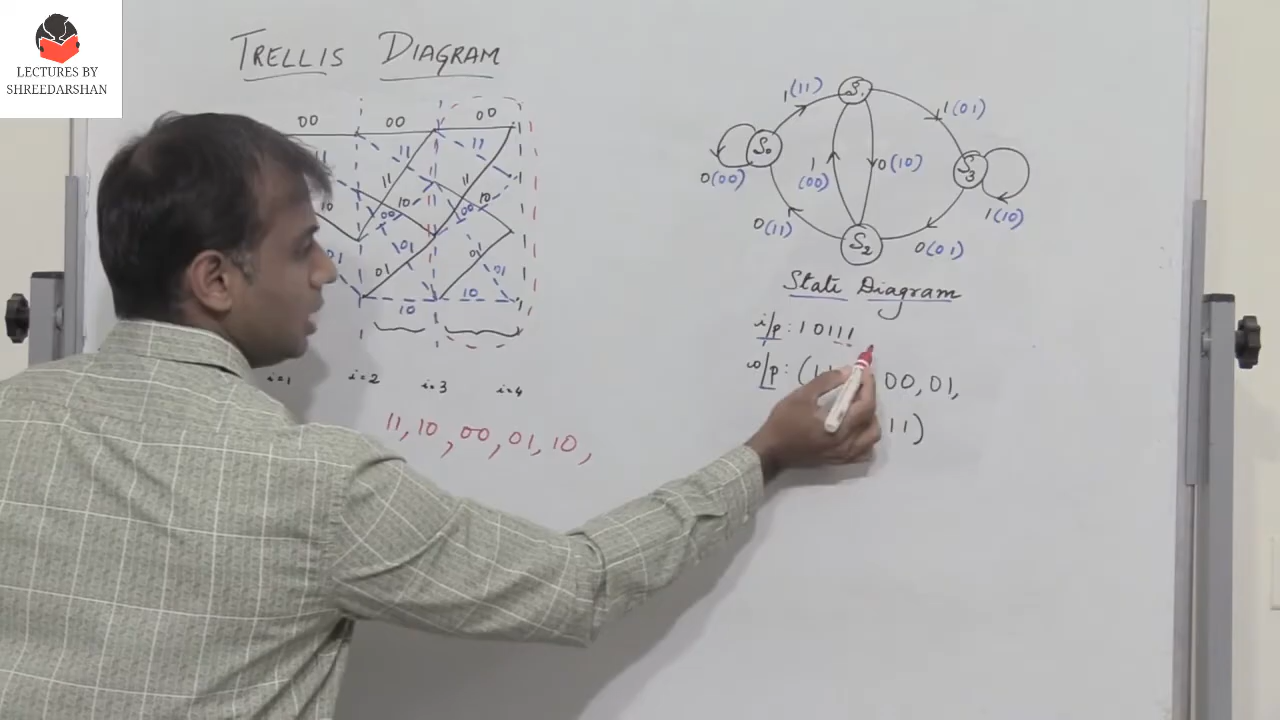 LECTURES BY
SHREEDARSHAN
TRELLIS DIAGRAM
00 00 00
11 11
11 11
10 10 10
00 00
01 01 01
01 01
10 10
i=1 i=2 i=3 i=4
11, 10, 00, 01, 10,
S₁
1(11) 1(01)
S₀ S₃
0(00) 1(00) 0(10) 1(10)
0(11) S₂ 0(01)
State Diagram
i/p: 10111
o/p: (11 00, 01,
11)